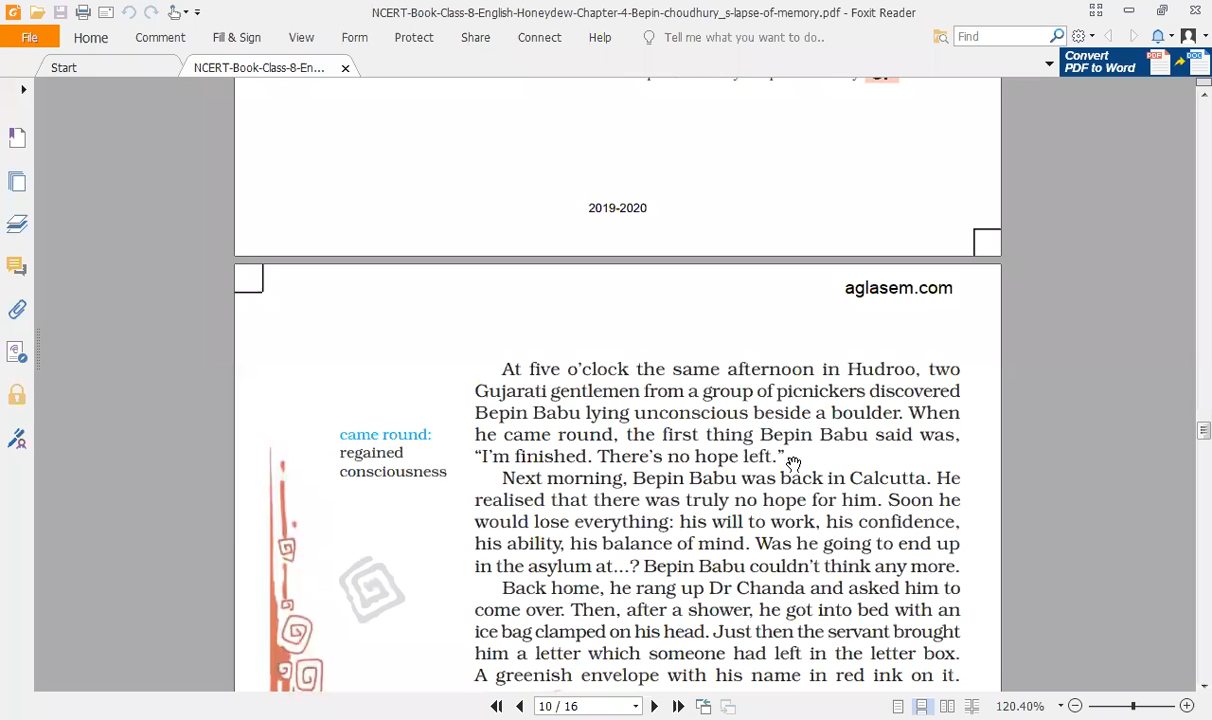 NCERT-Book-Class-8-English-Honeydew-Chapter-4-Bepin-choudhury_s-lapse-of-memory.pdf - Foxit Reader
File Home Comment Fill & Sign View Form Protect Share Connect Help Tell me what you want to do.. Find
Start NCERT-Book-Class-8-En... Convert
PDF to Word
2019-2020
aglasem.com
At five o’clock the same afternoon in Hudroo, two
Gujarati gentlemen from a group of picnickers discovered
Bepin Babu lying unconscious beside a boulder. When
he came round, the first thing Bepin Babu said was,
“I’m finished. There’s no hope left.”
came round:
regained
consciousness
Next morning, Bepin Babu was back in Calcutta. He
realised that there was truly no hope for him. Soon he
would lose everything: his will to work, his confidence,
his ability, his balance of mind. Was he going to end up
in the asylum at...? Bepin Babu couldn’t think any more.
Back home, he rang up Dr Chanda and asked him to
come over. Then, after a shower, he got into bed with an
ice bag clamped on his head. Just then the servant brought
him a letter which someone had left in the letter box.
A greenish envelope with his name in red ink on it.
10 / 16 120.40%